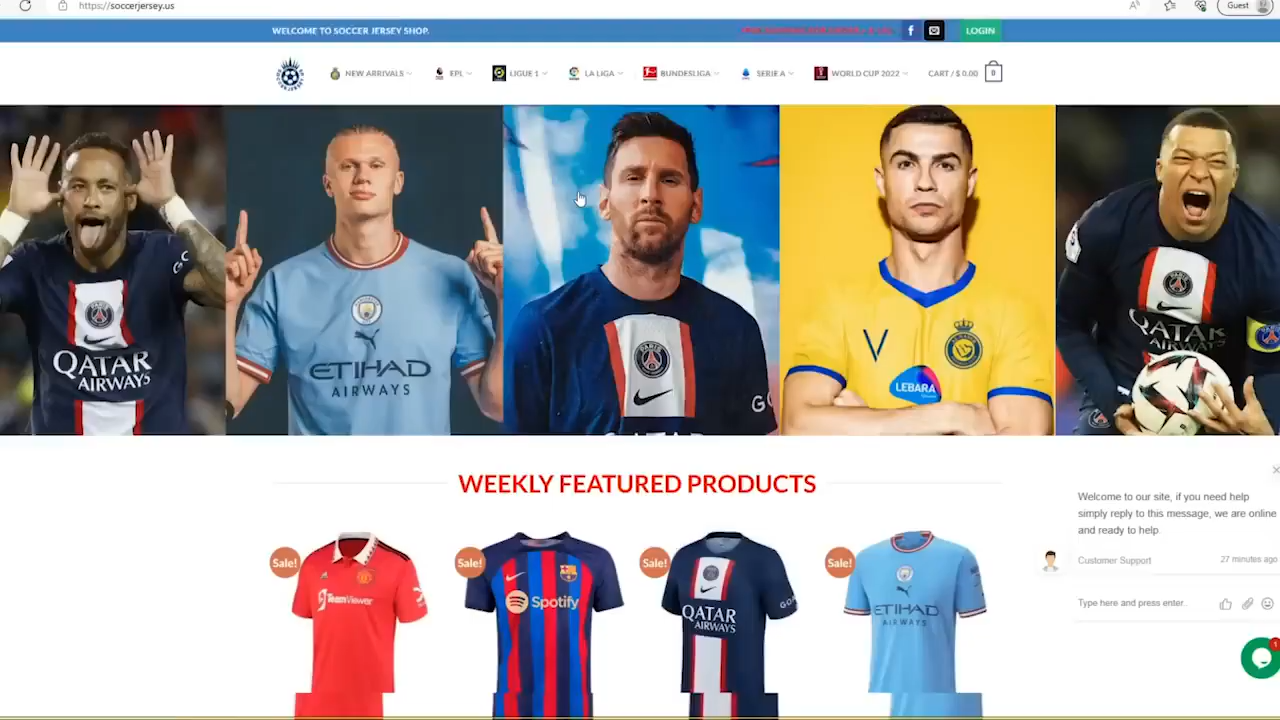 https://soccerjersey.us
Guest
WELCOME TO SOCCER JERSEY SHOP.
LOGIN
NEW ARRIVALS
EPL
LIGUE 1
LA LIGA
BUNDESLIGA
SERIE A
WORLD CUP 2022
CART / $ 0.00
0
QATAR
AIRWAYS
ETIHAD
AIRWAYS
GO
V
LEBARA
QATAR
AIRWAYS
WEEKLY FEATURED PRODUCTS
Welcome to our site, if you need help
simply reply to this message, we are online
and ready to help.
Customer Support
27 minutes ago
Type here and press enter..
1
Sale!
TeamViewer
Sale!
Spotify
Sale!
QATAR
AIRWAYS
Sale!
ETIHAD
AIRWAYS